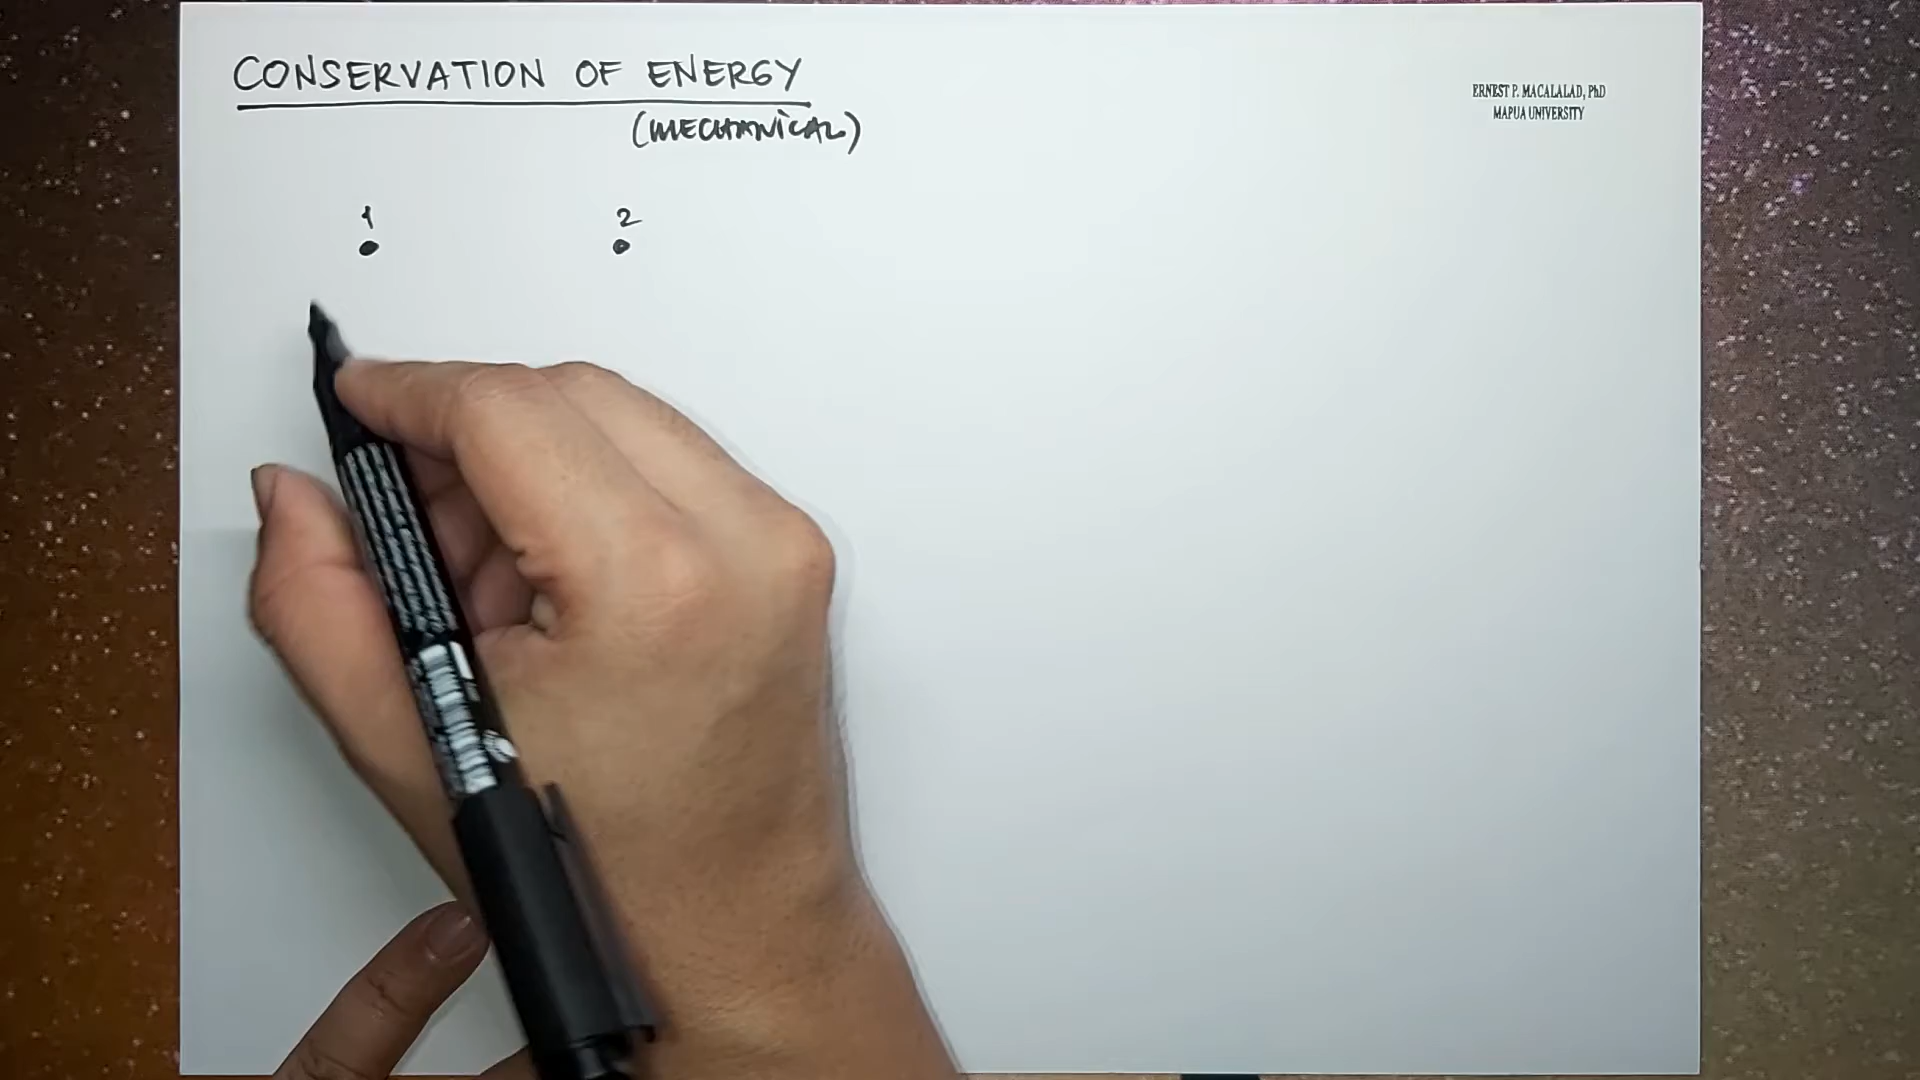 CONSERVATION OF ENERGY
(MECHANICAL)
ERNEST P. MACALALAD, PhD
MAPUA UNIVERSITY
1 2